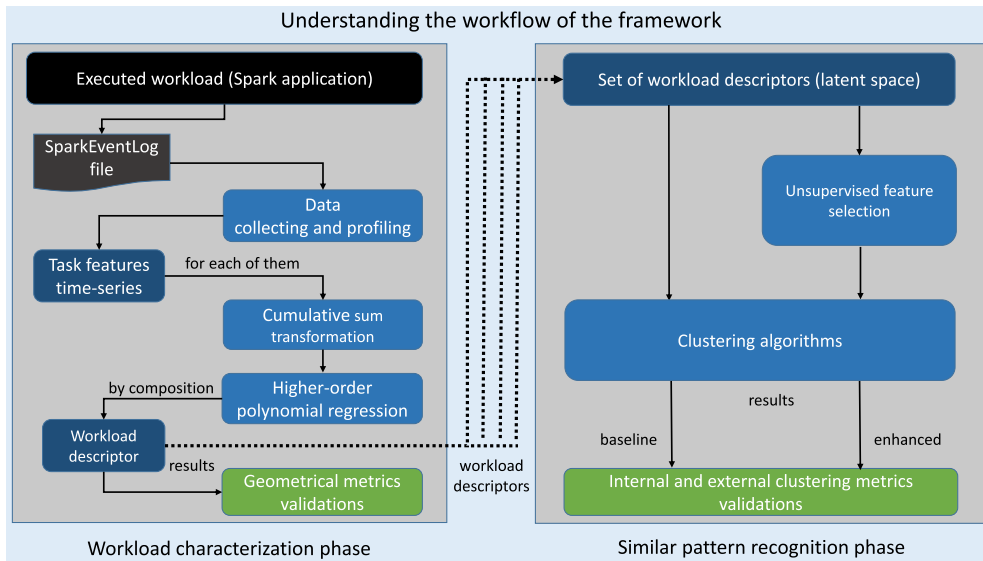 Understanding the workflow of the framework
Executed workload (Spark application)
SparkEventLog
file
Data
collecting and profiling
Task features
time-series
for each of them
Cumulative sum
transformation
Higher-order
polynomial regression
by composition
Workload
descriptor
results
Geometrical metrics
validations
Workload characterization phase
workload
descriptors
Set of workload descriptors (latent space)
Unsupervised feature
selection
Clustering algorithms
results
baseline
enhanced
Internal and external clustering metrics
validations
Similar pattern recognition phase